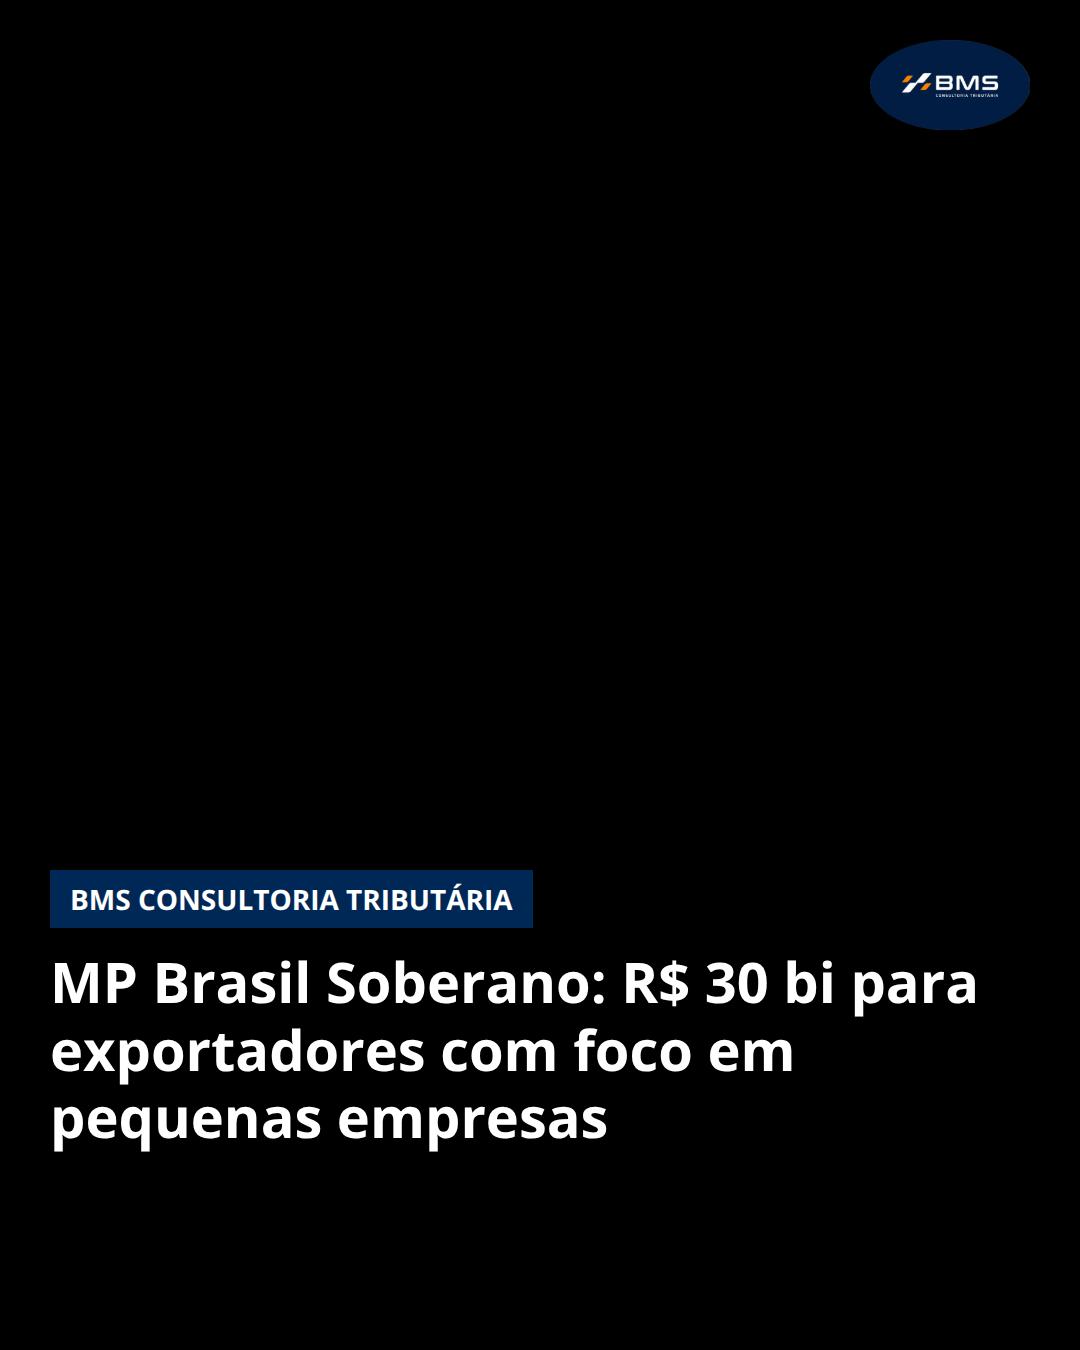 BMS
CONSULTORIA TRIBUTÁRIA
BMS CONSULTORIA TRIBUTÁRIA
MP Brasil Soberano: R$ 30 bi para
exportadores com foco em
pequenas empresas